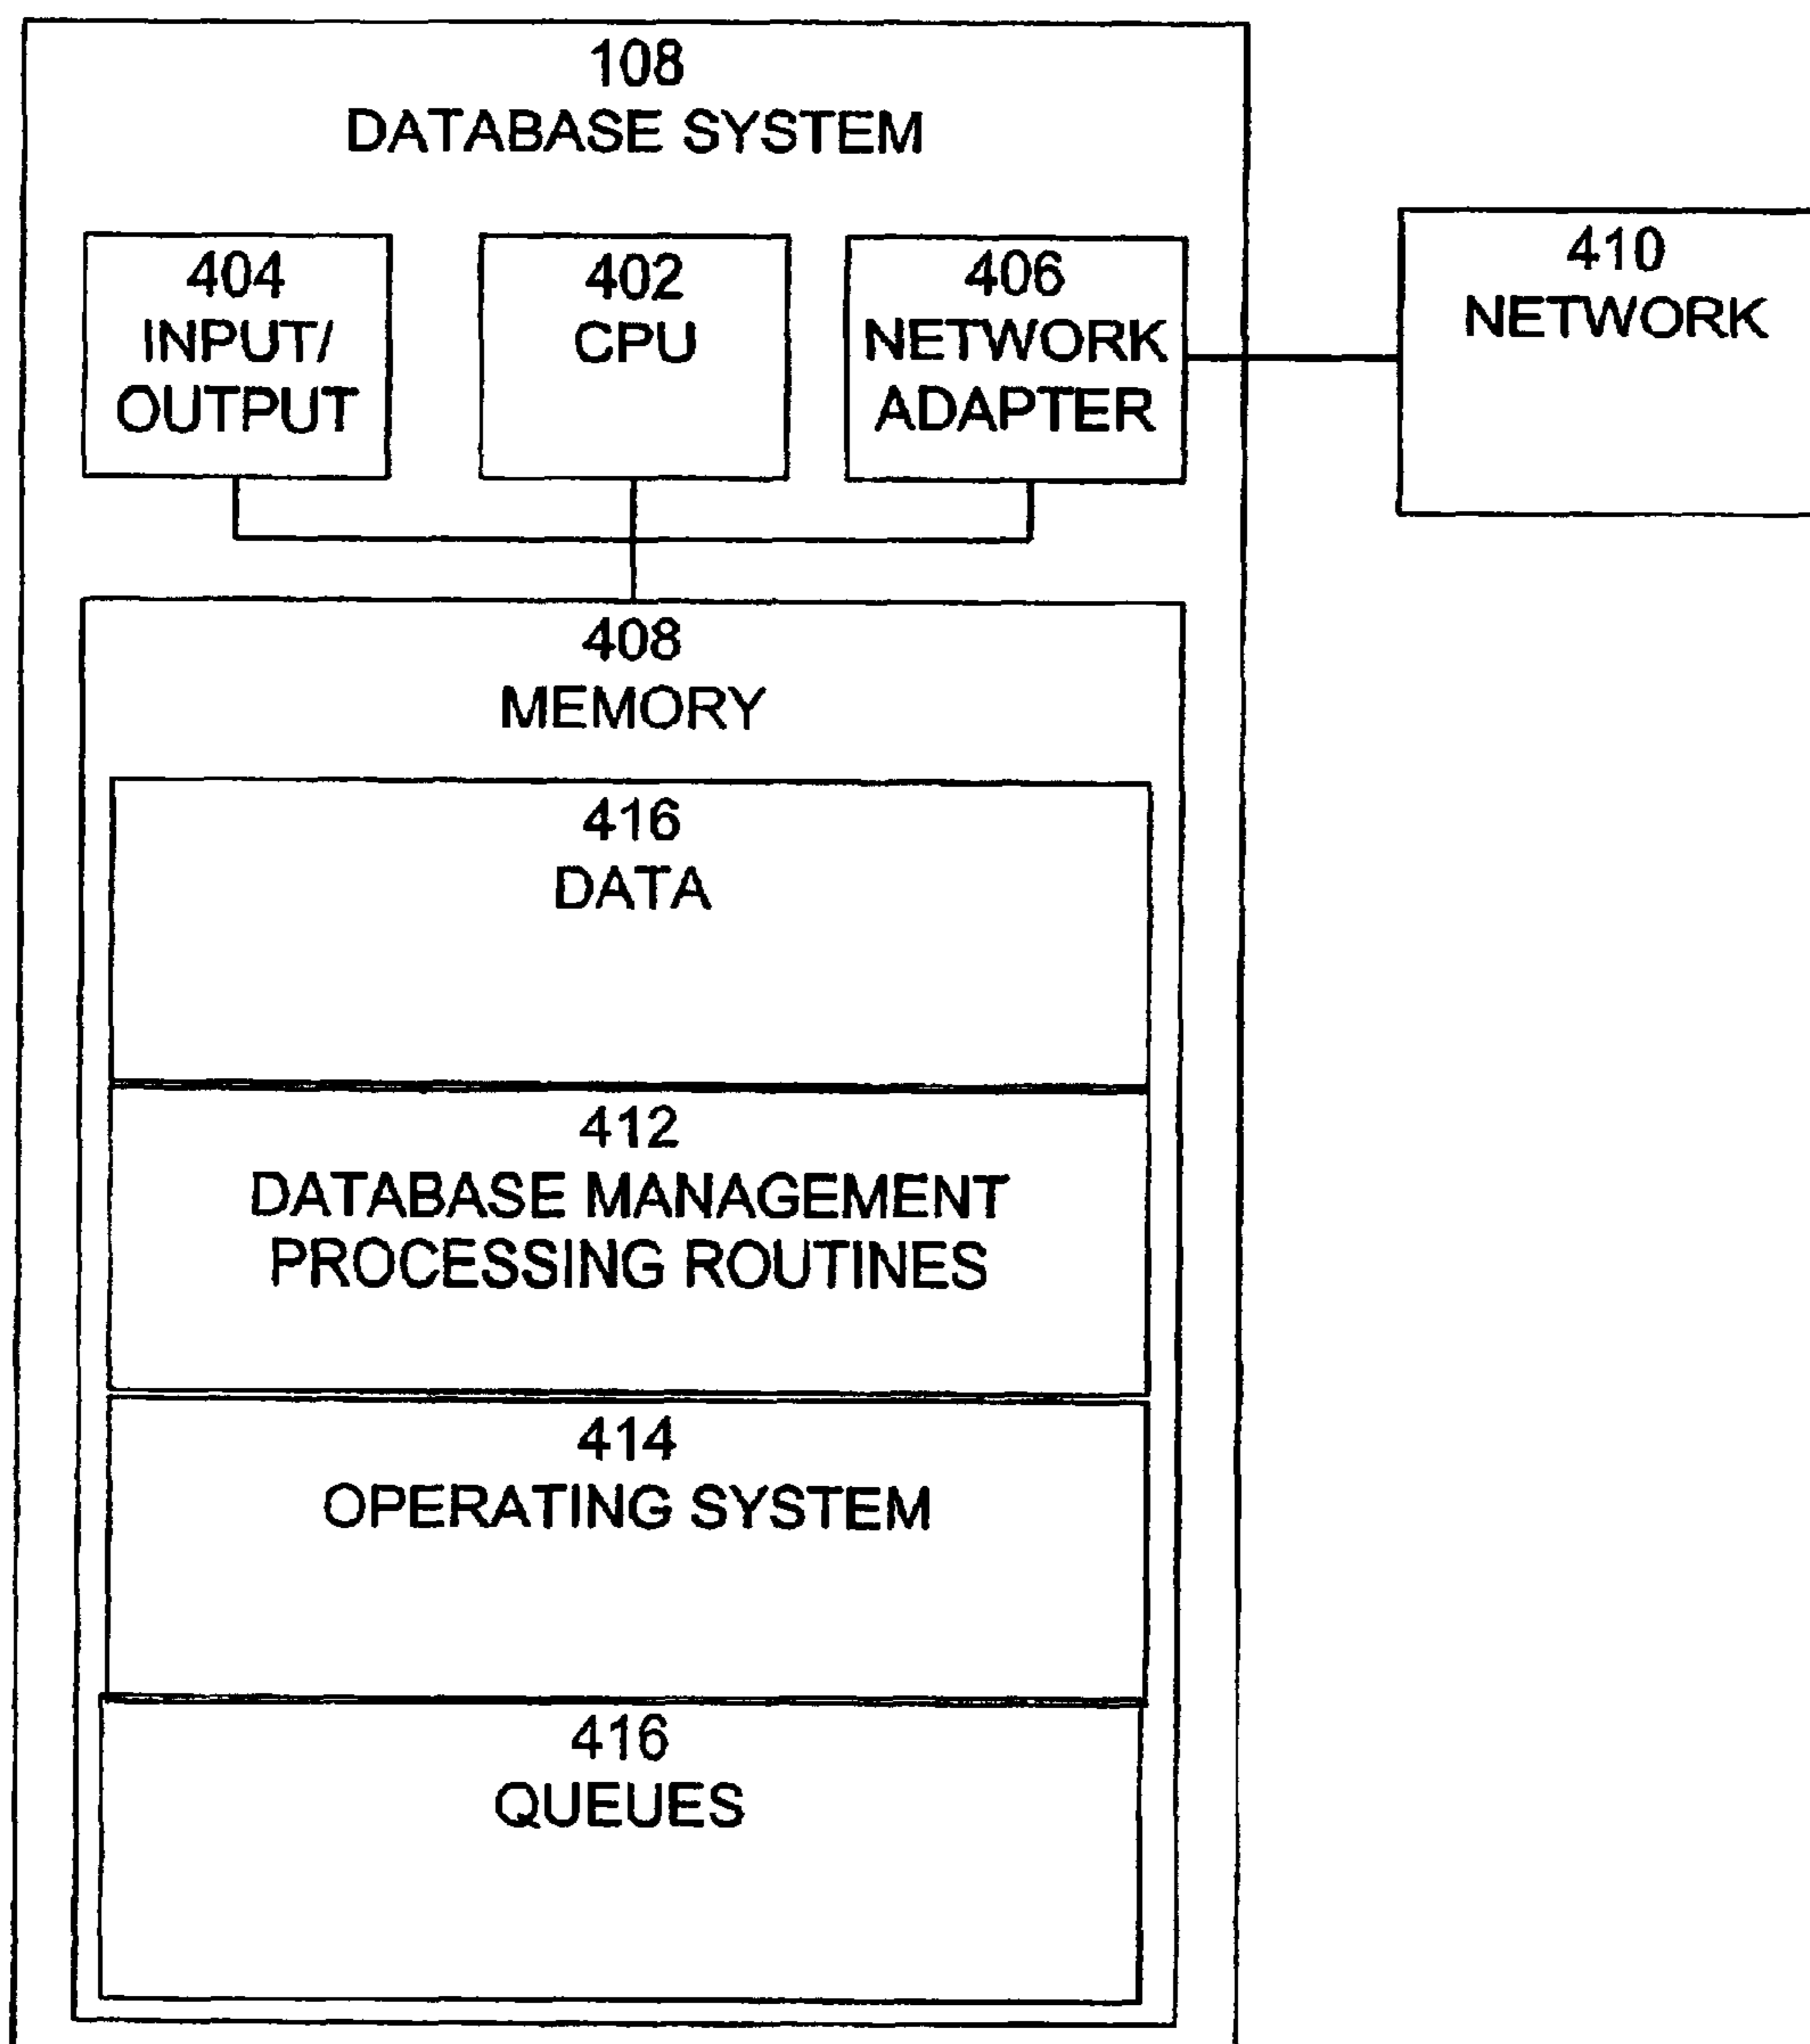 108
DATABASE SYSTEM
404
INPUT/
OUTPUT
402
CPU
406
NETWORK
ADAPTER
410
NETWORK
408
MEMORY
416
DATA
412
DATABASE MANAGEMENT
PROCESSING ROUTINES
414
OPERATING SYSTEM
416
QUEUES